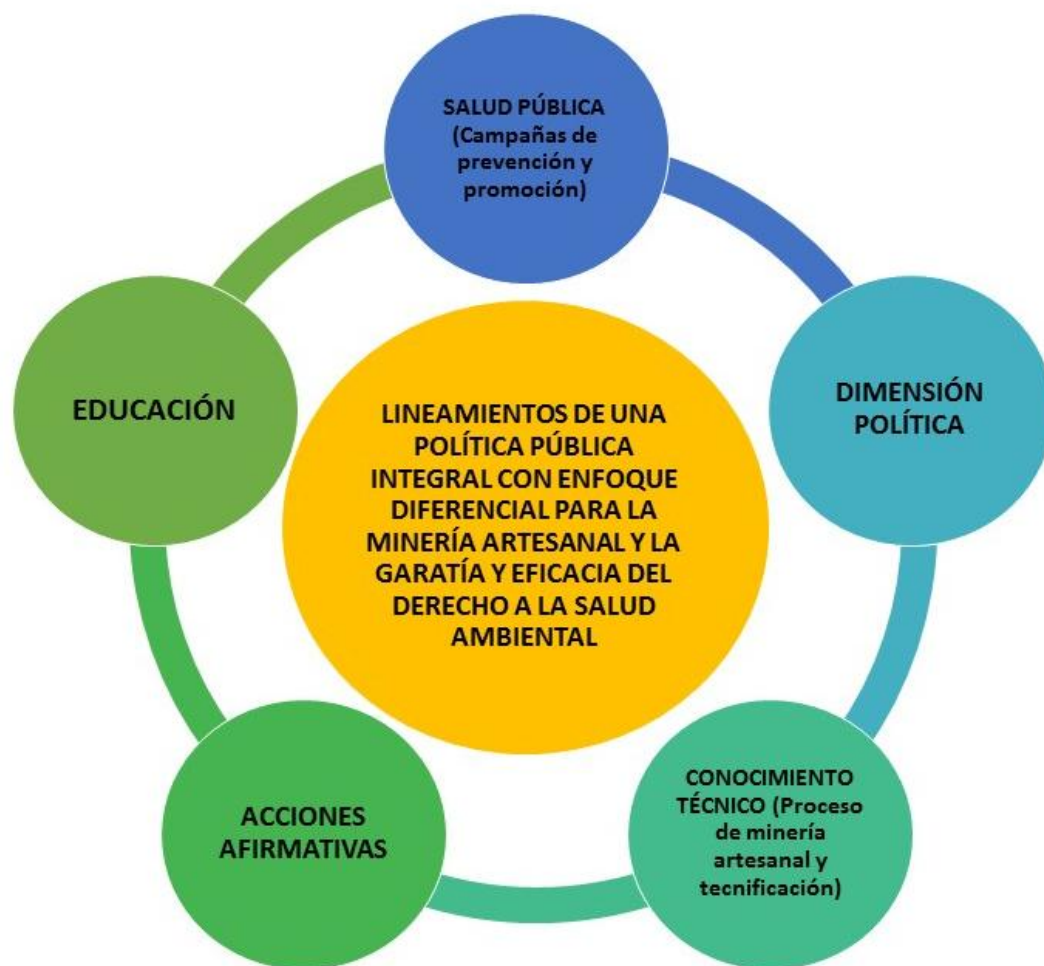 SALUD PÚBLICA
(Campañas de
prevención y
promoción)
EDUCACIÓN
DIMENSIÓN
POLÍTICA
LINEAMIENTOS DE UNA
POLÍTICA PÚBLICA
INTEGRAL CON ENFOQUE
DIFERENCIAL PARA LA
MINERÍA ARTESANAL Y LA
GARATÍA Y EFICACIA DEL
DERECHO A LA SALUD
AMBIENTAL
ACCIONES
AFIRMATIVAS
CONOCIMIENTO
TÉCNICO (Proceso
de minería
artesanal y
tecnificación)